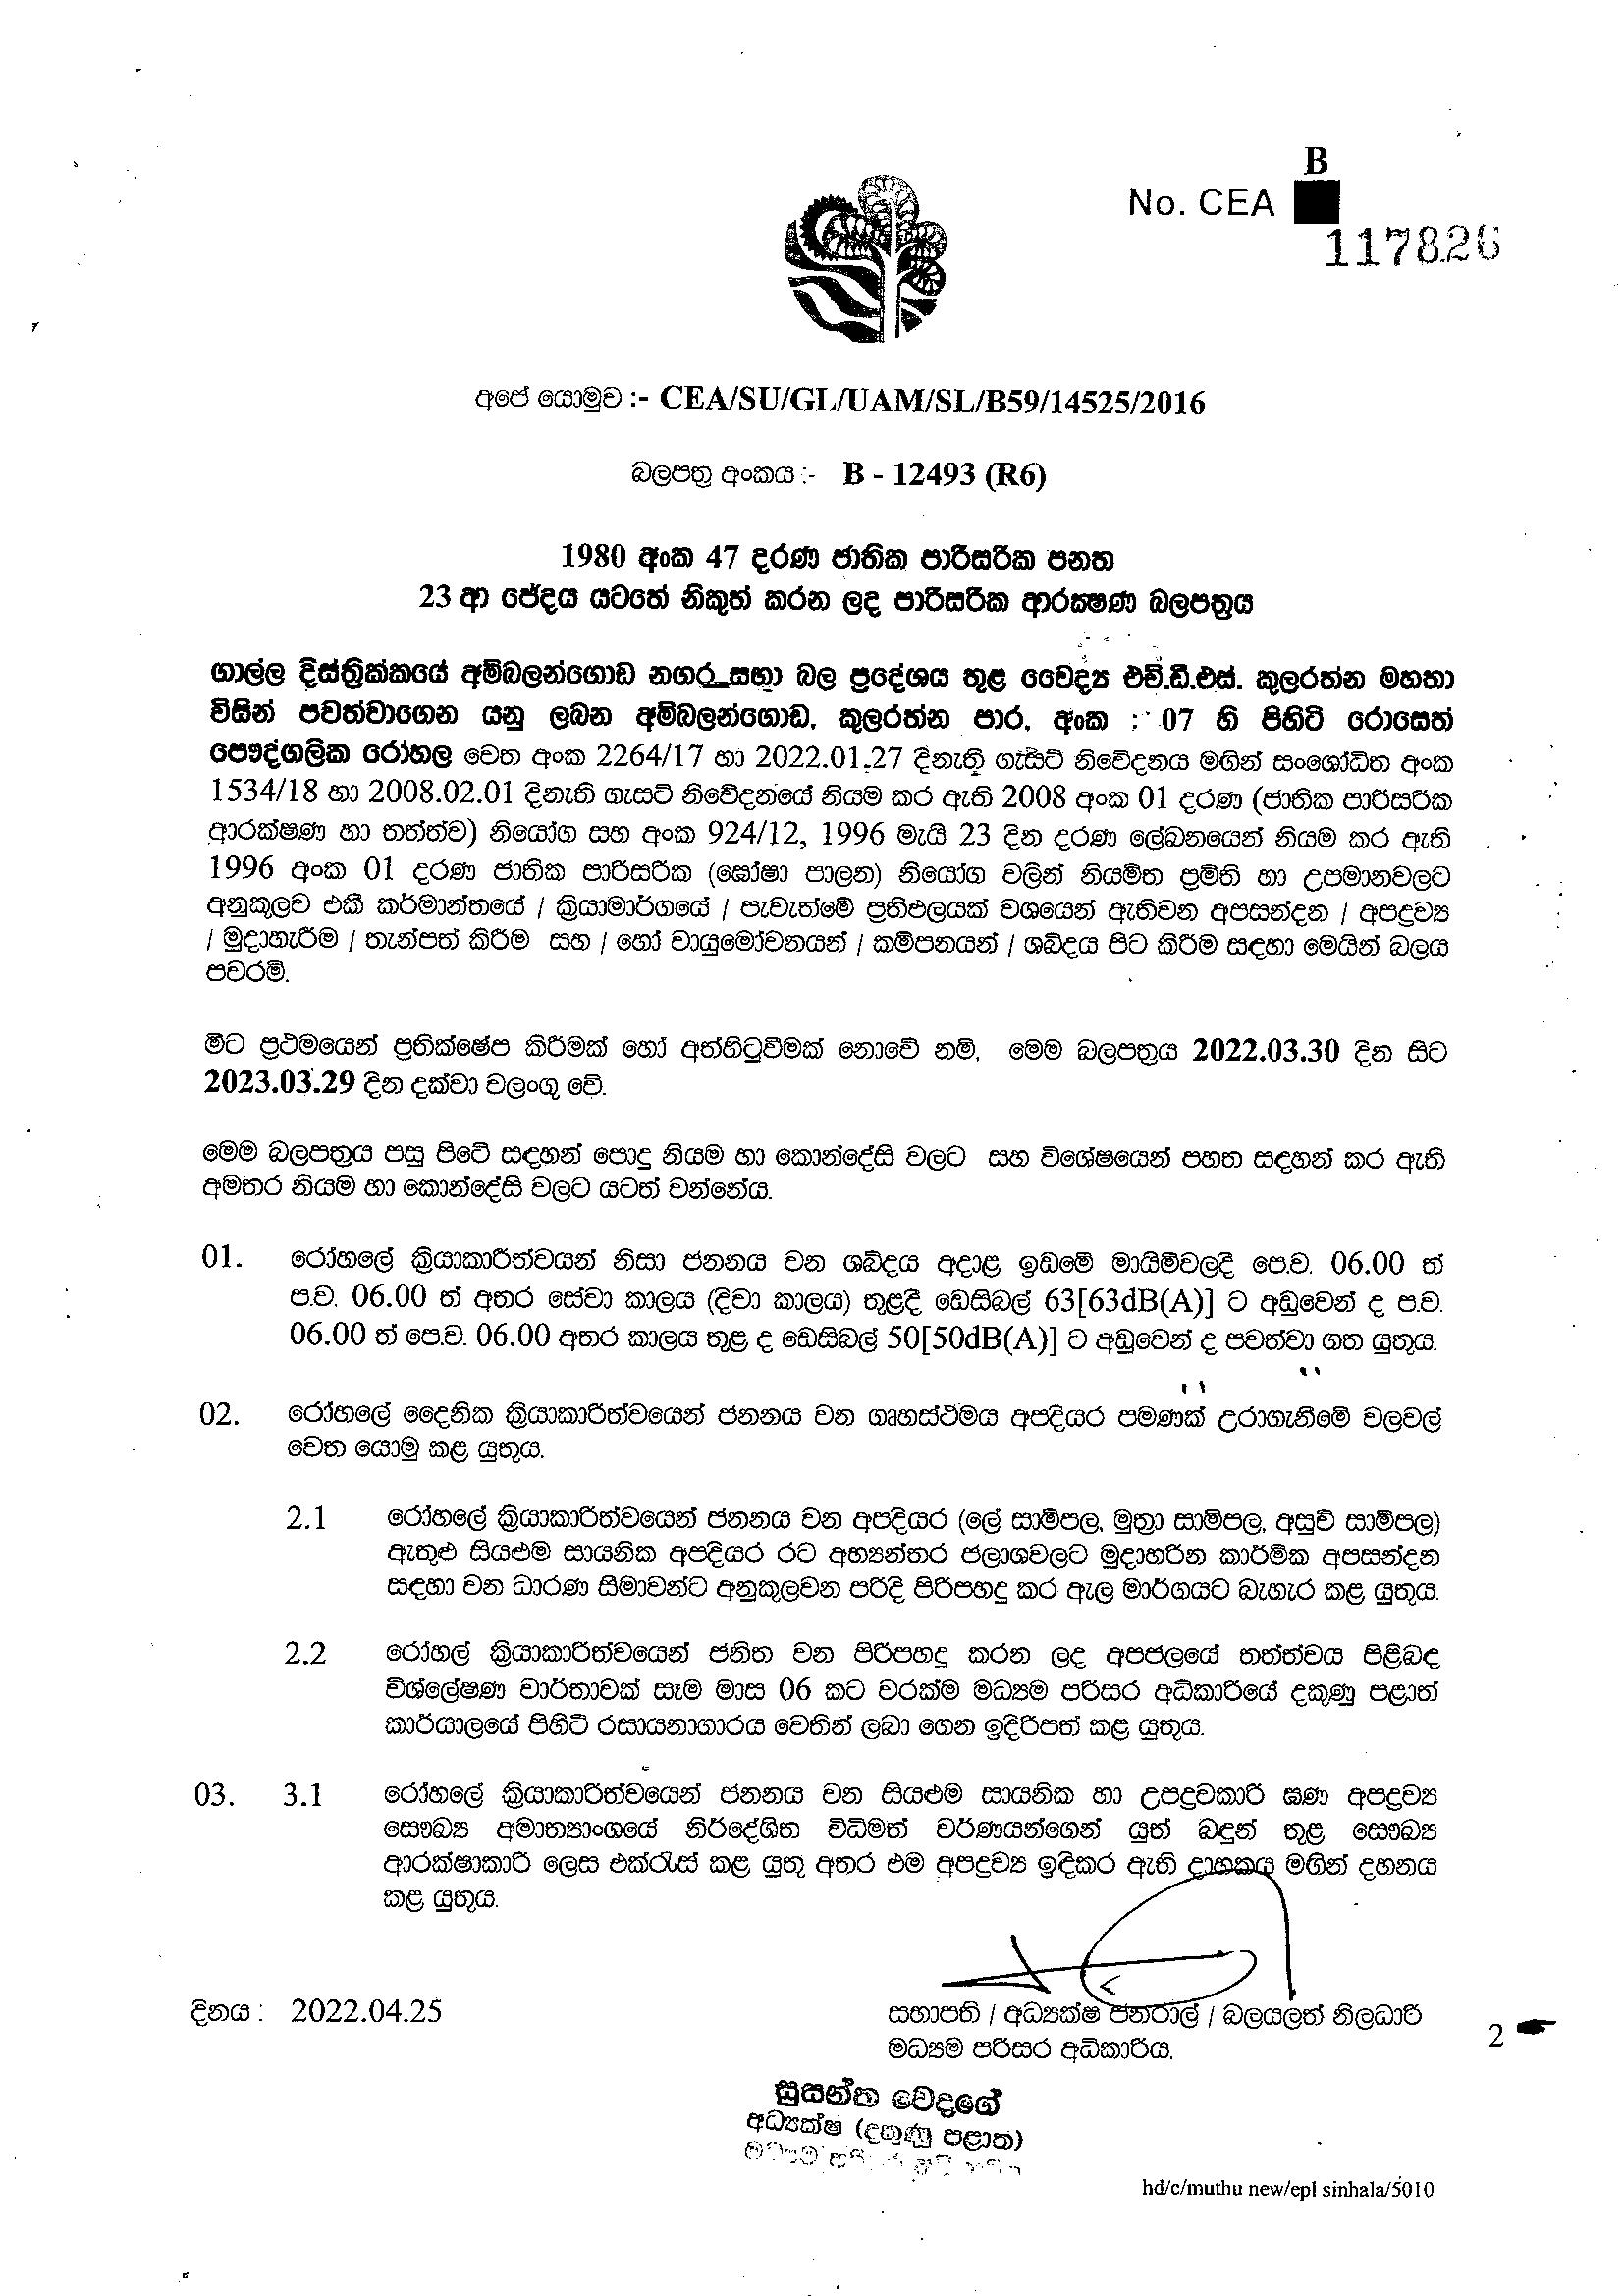 B
No. CEA
117826
අපේ යොමුව :- CEA/SU/GL/UAM/SL/B59/14525/2016
බලපත්‍ර අංකය :- B - 12493 (R6)
1980 අංක 47 දරණ ජාතික පාරිසරික පනත
23 ආ ඡේදය යටතේ නිකුත් කරන ලද පාරිසරික ආරක්‍ෂණ බලපත්‍රය
ගාල්ල දිස්ත්‍රික්කයේ අම්බලන්ගොඩ නගර සභා බල ප්‍රදේශය තුළ වෛද්‍ය එච්.ඩී.එස්. කුලරත්න මහතා
විසින් පවත්වාගෙන යනු ලබන අම්බලන්ගොඩ, කුලරත්න පාර, අංක : 07 හි පිහිටි රොසෙත්
පෞද්ගලික රෝහල වෙත අංක 2264/17 හා 2022.01.27 දිනැති ගැසට් නිවේදනය මගින් සංශෝධිත අංක
1534/18 හා 2008.02.01 දිනැති ගැසට් නිවේදනයේ නියම කර ඇති 2008 අංක 01 දරණ (ජාතික පාරිසරික
ආරක්ෂණ හා තත්ත්ව) නියෝග සහ අංක 924/12, 1996 මැයි 23 දින දරණ ලේඛනයෙන් නියම කර ඇති
1996 අංක 01 දරණ ජාතික පාරිසරික (ඝෝෂා පාලන) නියෝග වලින් නියමිත ප්‍රමිති හා උපමානවලට
අනුකූලව එකී කර්මාන්තයේ / ක්‍රියාමාර්ගයේ / පැවැත්මේ ප්‍රතිඵලයක් වශයෙන් ඇතිවන අපසන්දන / අපද්‍රව්‍ය
/ මුදාහැරීම / තැන්පත් කිරීම සහ / හෝ වායුමෝචනයන් / කම්පනයන් / ශබ්දය පිට කිරීම සඳහා මෙයින් බලය
පවරමි.
මීට ප්‍රථමයෙන් ප්‍රතික්ෂේප කිරීමක් හෝ අත්හිටුවීමක් නොවේ නම්, මෙම බලපත්‍රය 2022.03.30 දින සිට
2023.03.29 දින දක්වා වලංගු වේ.
මෙම බලපත්‍රය පසු පිටේ සඳහන් පොදු නියම හා කොන්දේසි වලට සහ විශේෂයෙන් පහත සඳහන් කර ඇති
අමතර නියම හා කොන්දේසි වලට යටත් වන්නේය.
01. රෝහලේ ක්‍රියාකාරිත්වයන් නිසා ජනනය වන ශබ්දය අදාළ ඉඩමේ මායිම්වලදී පෙ.ව. 06.00 ත්
ප.ව. 06.00 ත් අතර සේවා කාලය (දිවා කාලය) තුළදී ඩෙසිබල් 63[63dB(A)] ට අඩුවෙන් ද ප.ව.
06.00 ත් පෙ.ව. 06.00 අතර කාලය තුළ ද ඩෙසිබල් 50[50dB(A)] ට අඩුවෙන් ද පවත්වා ගත යුතුය.
02. රෝහලේ දෛනික ක්‍රියාකාරිත්වයෙන් ජනනය වන ගෘහස්ථමය අපදියර පමණක් උරාගැනීමේ වලවල්
වෙත යොමු කළ යුතුය.
2.1 රෝහලේ ක්‍රියාකාරිත්වයෙන් ජනනය වන අපදියර (ලේ සාම්පල, මුත්‍රා සාම්පල, අසූචි සාම්පල)
ඇතුළු සියළුම සායනික අපදියර රට අභ්‍යන්තර ජලාශවලට මුදාහරින කාර්මික අපසන්දන
සඳහා වන ධාරණ සීමාවන්ට අනුකූලවන පරිදි පිරිපහදු කර ඇල මාර්ගයට බැහැර කළ යුතුය.
2.2 රෝහල් ක්‍රියාකාරිත්වයෙන් ජනිත වන පිරිපහදු කරන ලද අපජලයේ තත්ත්වය පිළිබඳ
විශ්ලේෂණ වාර්තාවක් සෑම මාස 06 කට වරක්ම මධ්‍යම පරිසර අධිකාරියේ දකුණු පළාත්
කාර්යාලයේ පිහිටි රසායනාගාරය වෙතින් ලබා ගෙන ඉදිරිපත් කළ යුතුය.
03. 3.1 රෝහලේ ක්‍රියාකාරිත්වයෙන් ජනනය වන සියළුම සායනික හා උපද්‍රවකාරී ඝණ අපද්‍රව්‍ය
සෞඛ්‍ය අමාත්‍යාංශයේ නිර්දේශිත විධිමත් වර්ණයන්ගෙන් යුත් බඳුන් තුළ සෞඛ්‍ය
ආරක්ෂාකාරී ලෙස එක්රැස් කළ යුතු අතර එම අපද්‍රව්‍ය ඉදිකර ඇති දාහකය මගින් දහනය
කළ යුතුය.
දිනය : 2022.04.25
සභාපති / අධ්‍යක්ෂ ජනරාල් / බලයලත් නිලධාරි
මධ්‍යම පරිසර අධිකාරිය.
2
සුසන්ත වේදගේ
අධ්‍යක්ෂ (දකුණු පළාත)
hd/c/muthu new/epl sinhala/5010